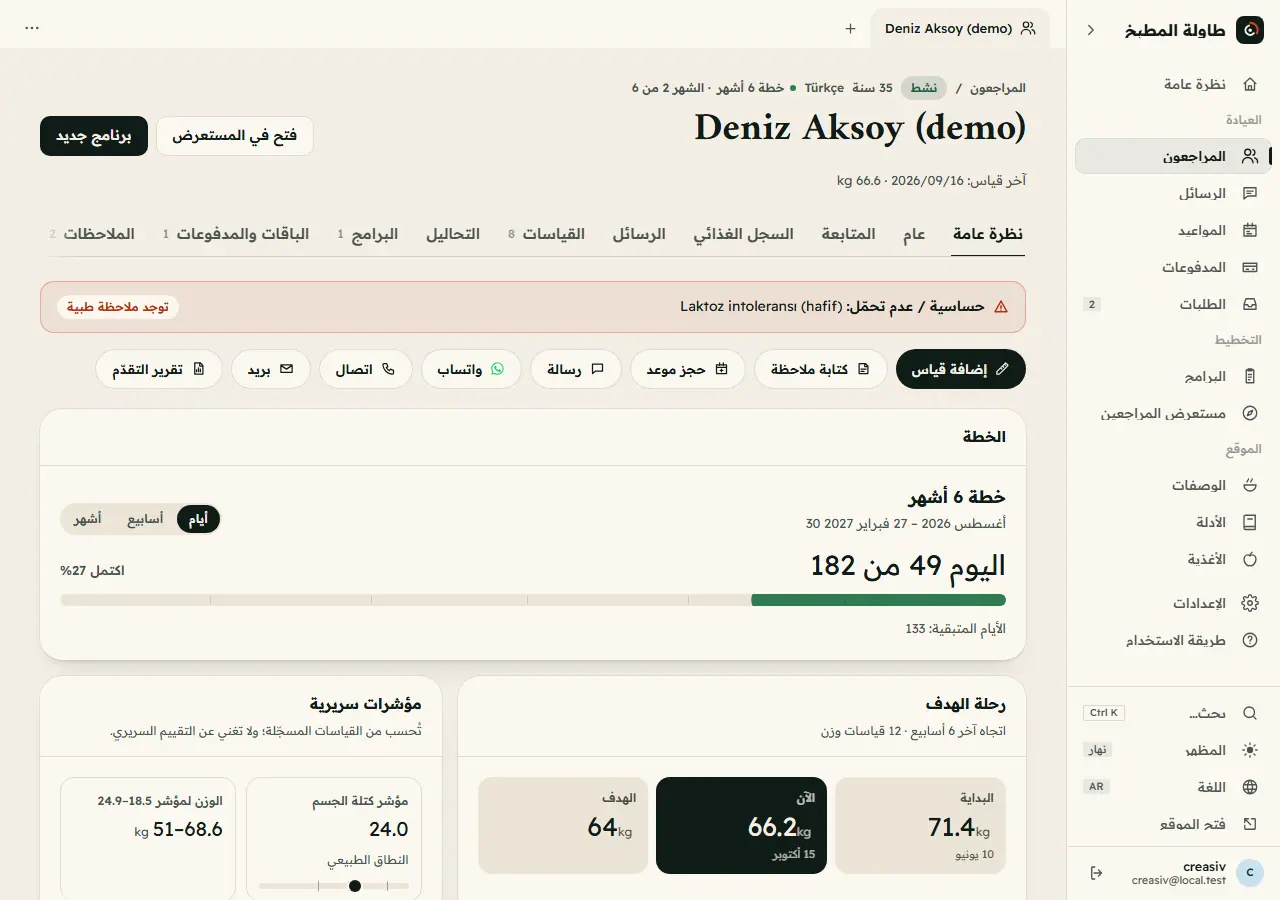 طاولة المطبخ
نظرة عامة
العيادة
المراجعون
الرسائل
المواعيد
المدفوعات
الطلبات 2
التخطيط
البرامج
مستعرض المراجعين
الموقع
الوصفات
الأدلة
الأغذية
الإعدادات
طريقة الاستخدام
بحث... Ctrl K
المظهر نهار
اللغة AR
فتح الموقع
creasiv
creasiv@local.test
C
Deniz Aksoy (demo)
المراجعون / نشط 35 سنة Türkçe خطة 6 أشهر · الشهر 2 من 6
Deniz Aksoy (demo)
فتح في المستعرض
برنامج جديد
آخر قياس: 2026/09/16 · 66.6 kg
نظرة عامة عام المتابعة السجل الغذائي الرسائل القياسات 8 التحاليل البرامج 1 الباقات والمدفوعات 1 الملاحظات 2
حساسية / عدم تحمّل: Laktoz intoleransı (hafif) توجد ملاحظة طبية
إضافة قياس كتابة ملاحظة حجز موعد رسالة واتساب اتصال بريد تقرير التقدّم
الخطة
خطة 6 أشهر
أيام أسابيع أشهر
30 أغسطس 2026 – 27 فبراير 2027
اليوم 49 من 182
اكتمل 27%
الأيام المتبقية: 133
رحلة الهدف
اتجاه آخر 6 أسابيع · 12 قياسات وزن
البداية
71.4kg
10 يونيو
الآن
66.2kg
15 أكتوبر
الهدف
64kg
مؤشرات سريرية
تُحسب من القياسات المسجّلة؛ ولا تغني عن التقييم السريري.
مؤشر كتلة الجسم
24.0
النطاق الطبيعي
الوزن لمؤشر 18.5–24.9
51–68.6 kg